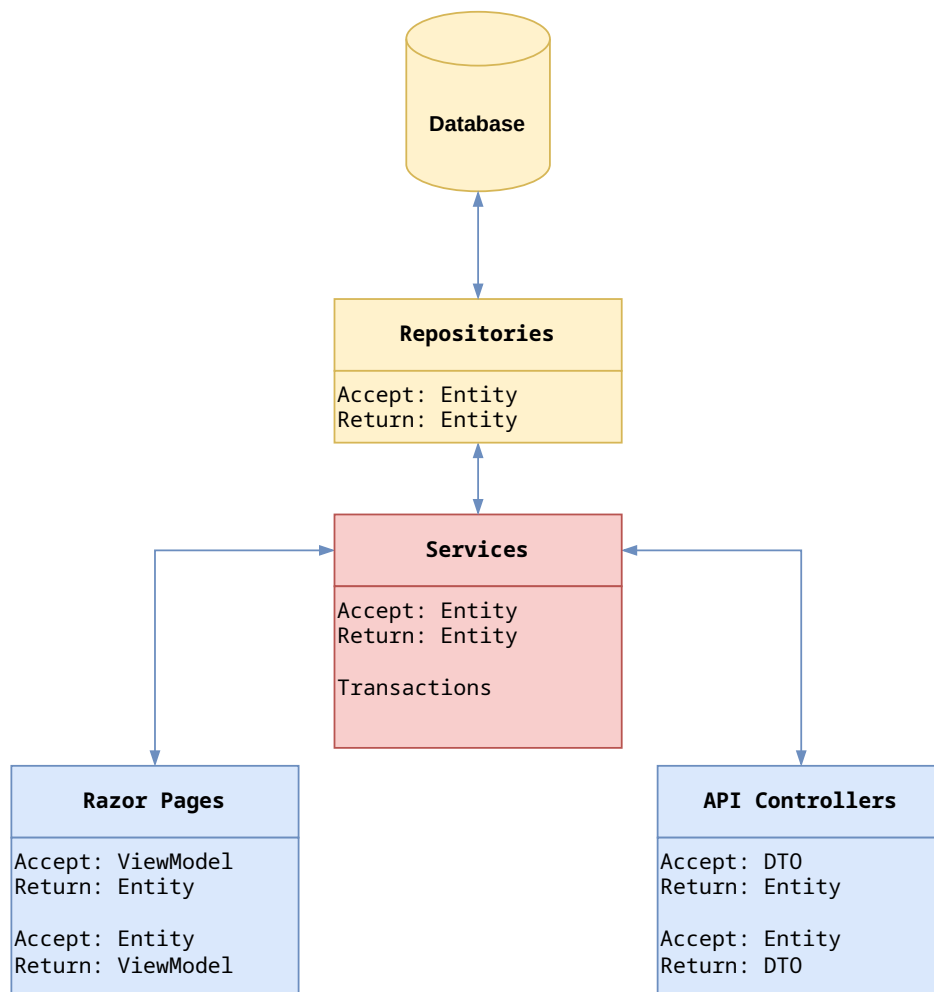 Database
Repositories
Accept: Entity
Return: Entity
Services
Accept: Entity
Return: Entity
Transactions
Razor Pages
Accept: ViewModel
Return: Entity
Accept: Entity
Return: ViewModel
API Controllers
Accept: DTO
Return: Entity
Accept: Entity
Return: DTO